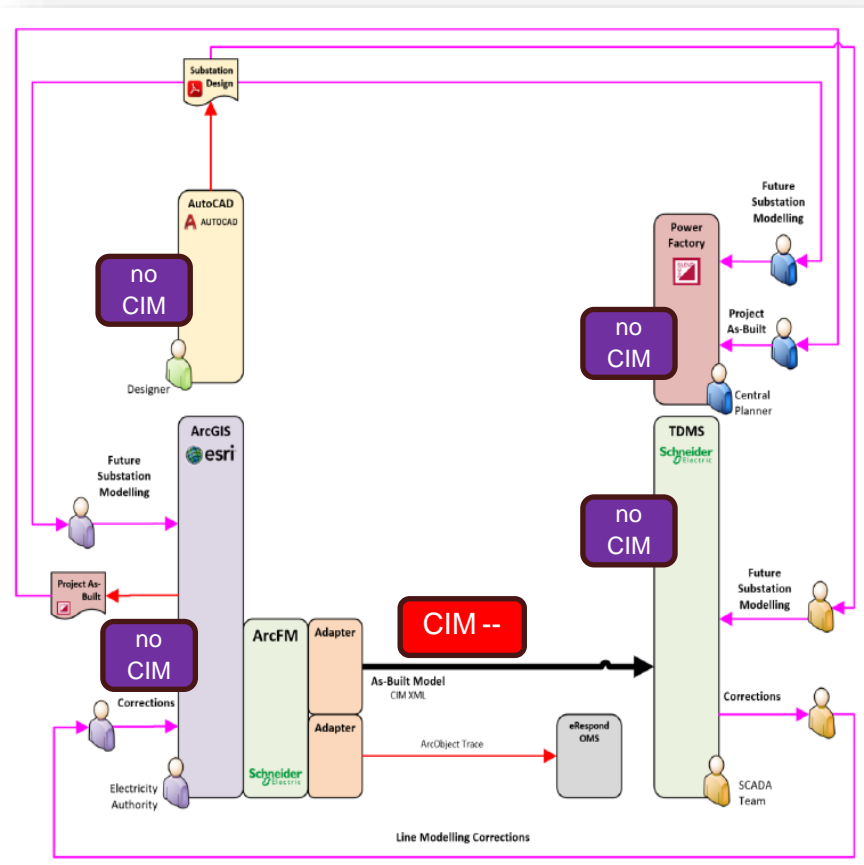 Substation
Design
AutoCAD
AUTOCAD
no
CIM
Designer
Future
Substation
Modelling
Power
Factory
Project
As-Built
no
CIM
Central
Planner
ArcGIS
esri
Future
Substation
Modelling
Project As-
Built
no
CIM
Corrections
Electricity
Authority
ArcFM
Schneider
Electric
Adapter
Adapter
CIM --
As-Built Model
CIM XML
ArcObject Trace
eRespond
OMS
TDMS
Schneider
Electric
no
CIM
Future
Substation
Modelling
Corrections
SCADA
Team
Line Modelling Corrections